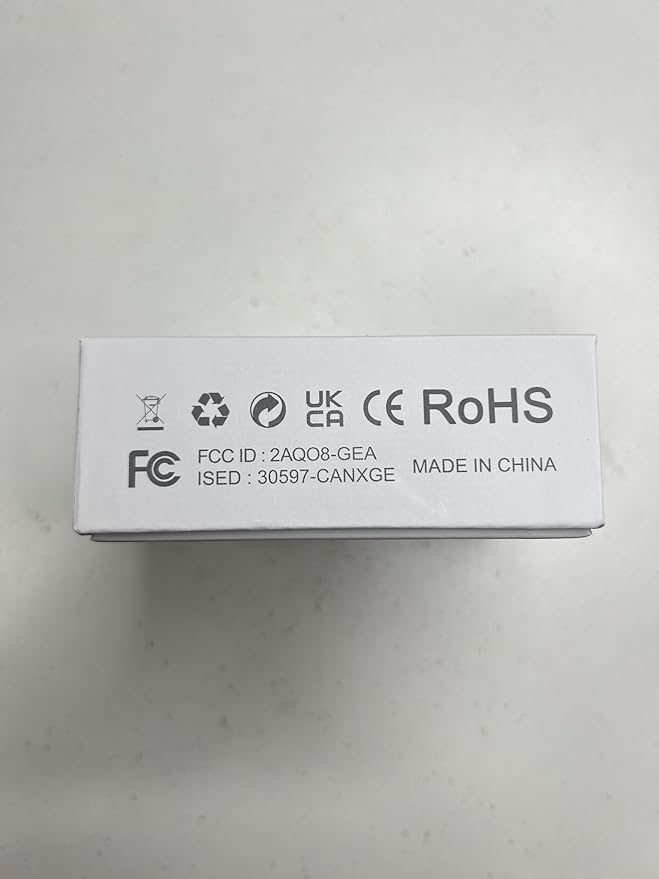 UK
CA CE RoHS
FC FCC ID : 2AQO8-GEA
ISED : 30597-CANXGE MADE IN CHINA